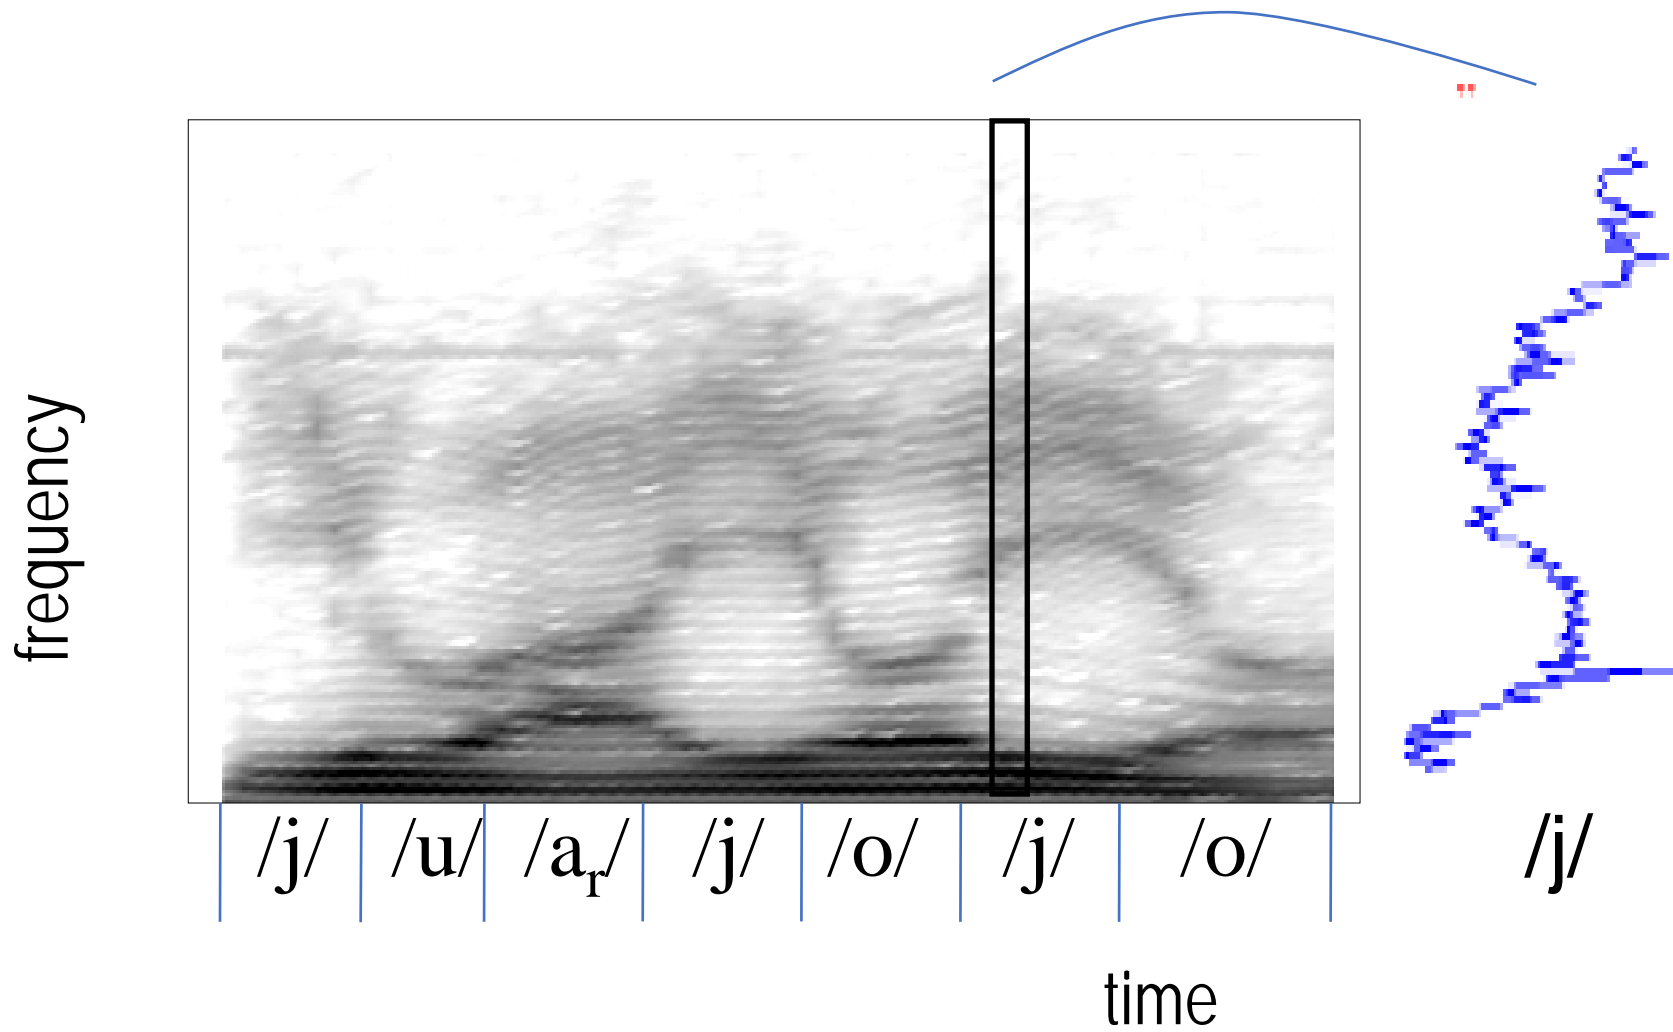 "
frequency
/j/ /u/ /aᵣ/ /j/ /o/ /j/ /o/ /j/
time